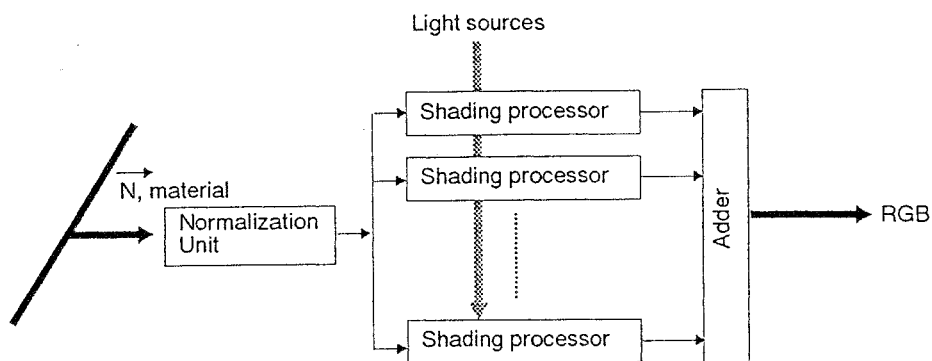 Light sources
Shading processor
Shading processor
N, material
Normalization
Unit
Adder
RGB
Shading processor